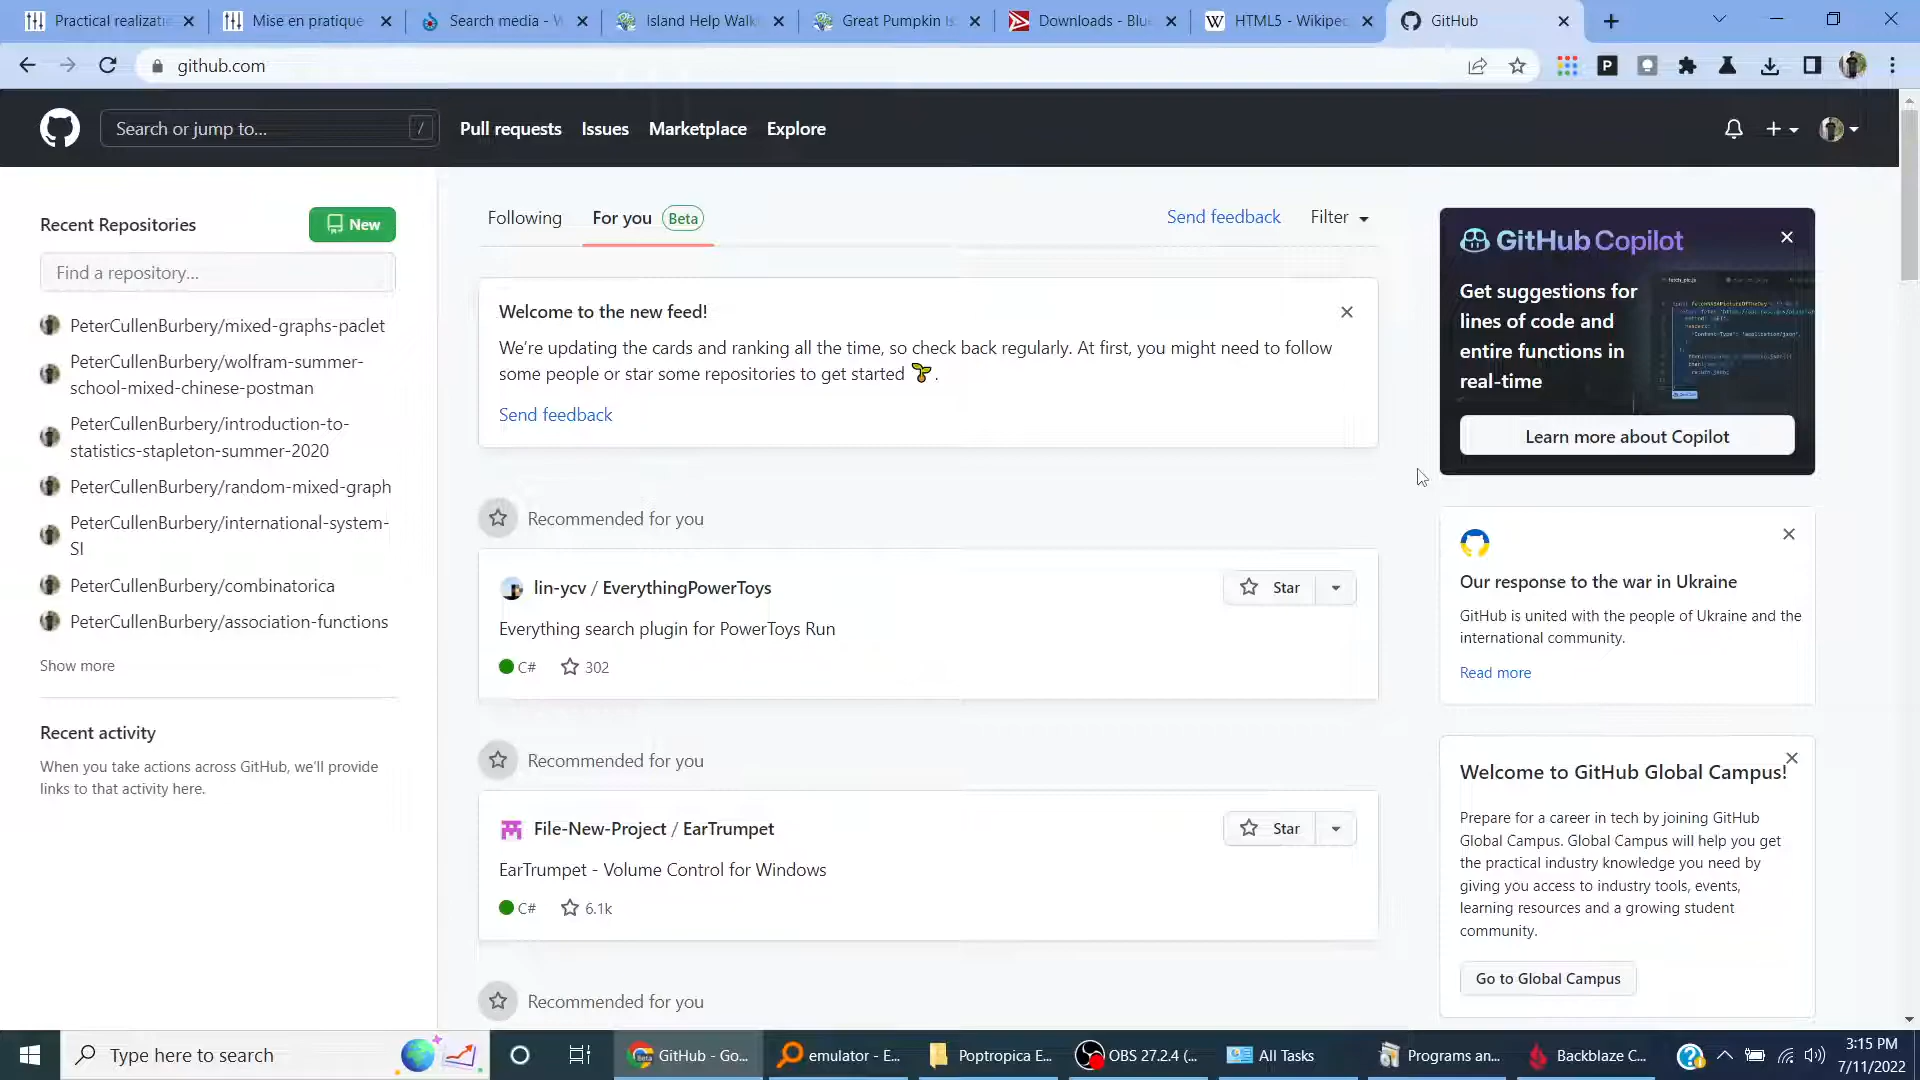 Practical realizati
Mise en pratique
Search media - W
Island Help Walk
Great Pumpkin Is
Downloads - Blue
HTML5 - Wikiped
GitHub
github.com
Search or jump to...
/
Pull requests
Issues
Marketplace
Explore
Recent Repositories
New
Find a repository...
PeterCullenBurbery/mixed-graphs-paclet
PeterCullenBurbery/wolfram-summer-
school-mixed-chinese-postman
PeterCullenBurbery/introduction-to-
statistics-stapleton-summer-2020
PeterCullenBurbery/random-mixed-graph
PeterCullenBurbery/international-system-
SI
PeterCullenBurbery/combinatorica
PeterCullenBurbery/association-functions
Show more
Recent activity
When you take actions across GitHub, we'll provide
links to that activity here.
Following
For you
Beta
Send feedback
Filter
Welcome to the new feed!
We're updating the cards and ranking all the time, so check back regularly. At first, you might need to follow
some people or star some repositories to get started 🌱.
Send feedback
Recommended for you
lin-ycv / EverythingPowerToys
Star
Everything search plugin for PowerToys Run
C#
302
Recommended for you
File-New-Project / EarTrumpet
Star
EarTrumpet - Volume Control for Windows
C#
6.1k
Recommended for you
GitHub Copilot
Get suggestions for
lines of code and
entire functions in
real-time
Learn more about Copilot
Our response to the war in Ukraine
GitHub is united with the people of Ukraine and the
international community.
Read more
Welcome to GitHub Global Campus!
Prepare for a career in tech by joining GitHub
Global Campus. Global Campus will help you get
the practical industry knowledge you need by
giving you access to industry tools, events,
learning resources and a growing student
community.
Go to Global Campus
Type here to search
GitHub - Go...
emulator - E...
Poptropica E...
OBS 27.2.4 (...
All Tasks
Programs an...
Backblaze C...
3:15 PM
7/11/2022